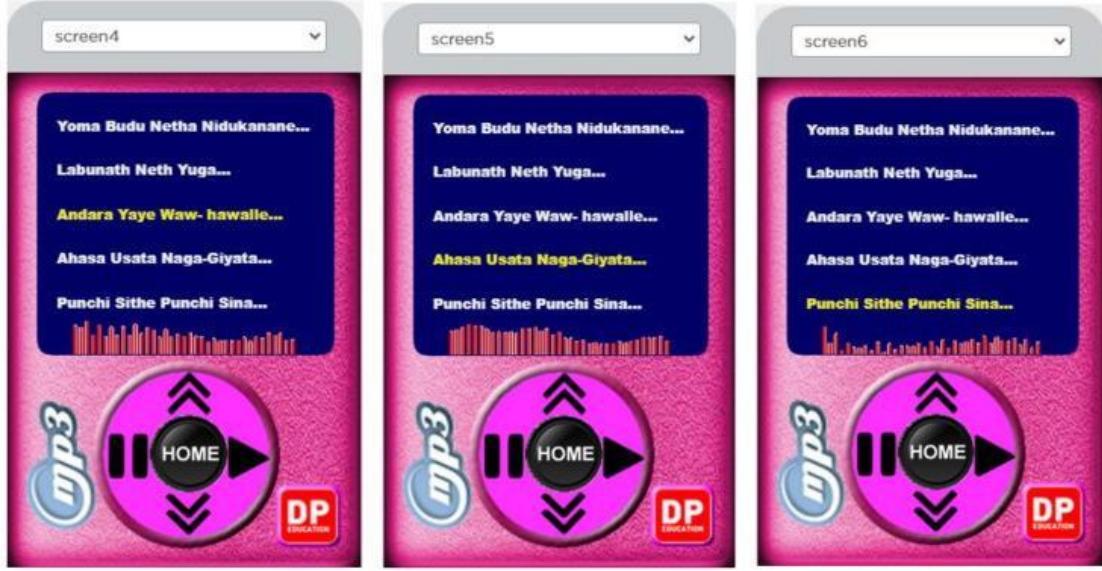 screen4
Yoma Budu Netha Nidukanane...
Labunath Neth Yuga...
Andara Yaye Waw- hawalle...
Ahasa Usata Naga-Giyata...
Punchi Sithe Punchi Sina...
mp3
HOME
DP
EDUCATION
screen5
Yoma Budu Netha Nidukanane...
Labunath Neth Yuga...
Andara Yaye Waw- hawalle...
Ahasa Usata Naga-Giyata...
Punchi Sithe Punchi Sina...
mp3
HOME
DP
EDUCATION
screen6
Yoma Budu Netha Nidukanane...
Labunath Neth Yuga...
Andara Yaye Waw- hawalle...
Ahasa Usata Naga-Giyata...
Punchi Sithe Punchi Sina...
mp3
HOME
DP
EDUCATION